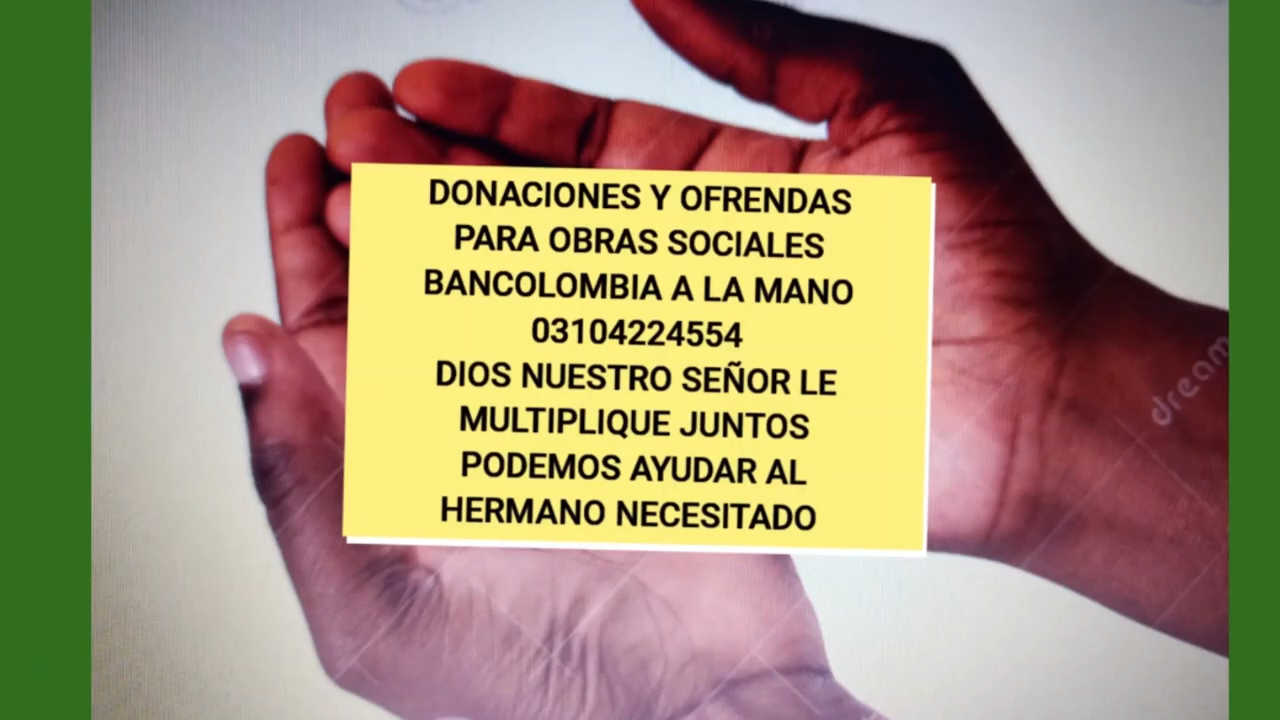 DONACIONES Y OFRENDAS
PARA OBRAS SOCIALES
BANCOLOMBIA A LA MANO
03104224554
DIOS NUESTRO SEÑOR LE
MULTIPLIQUE JUNTOS
PODEMOS AYUDAR AL
HERMANO NECESITADO
dream